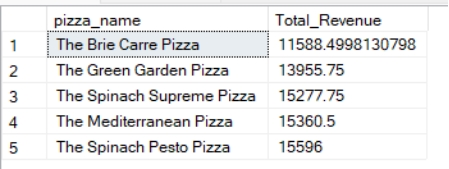 pizza_name Total_Revenue
1 The Brie Carre Pizza 11588.4998130798
2 The Green Garden Pizza 13955.75
3 The Spinach Supreme Pizza 15277.75
4 The Mediterranean Pizza 15360.5
5 The Spinach Pesto Pizza 15596